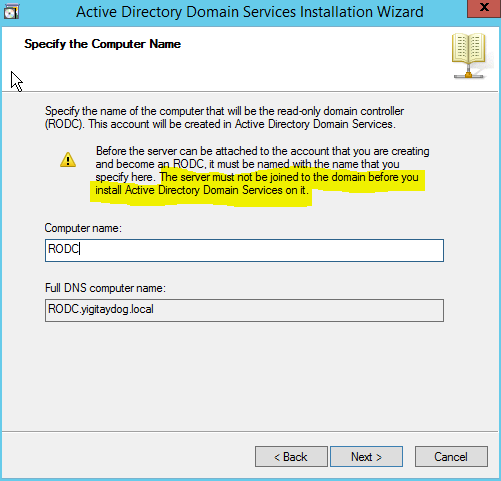 Active Directory Domain Services Installation Wizard
x
Specify the Computer Name
Specify the name of the computer that will be the read-only domain controller
(RODC). This account will be created in Active Directory Domain Services.
Before the server can be attached to the account that you are creating
and become an RODC, it must be named with the name that you
specify here. The server must not be joined to the domain before you
install Active Directory Domain Services on it.
Computer name:
RODC
Full DNS computer name:
RODC.yigitaydog.local
< Back
Next >
Cancel